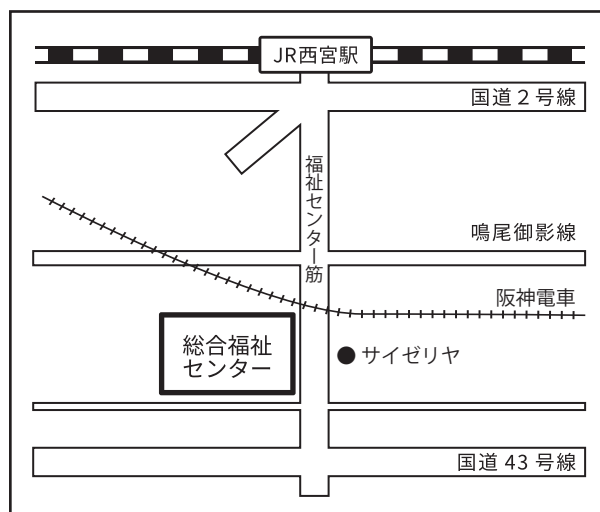 JR西宮駅
国道2号線
福祉センター筋
鳴尾御影線
阪神電車
総合福祉
センター
サイゼリヤ
国道43号線